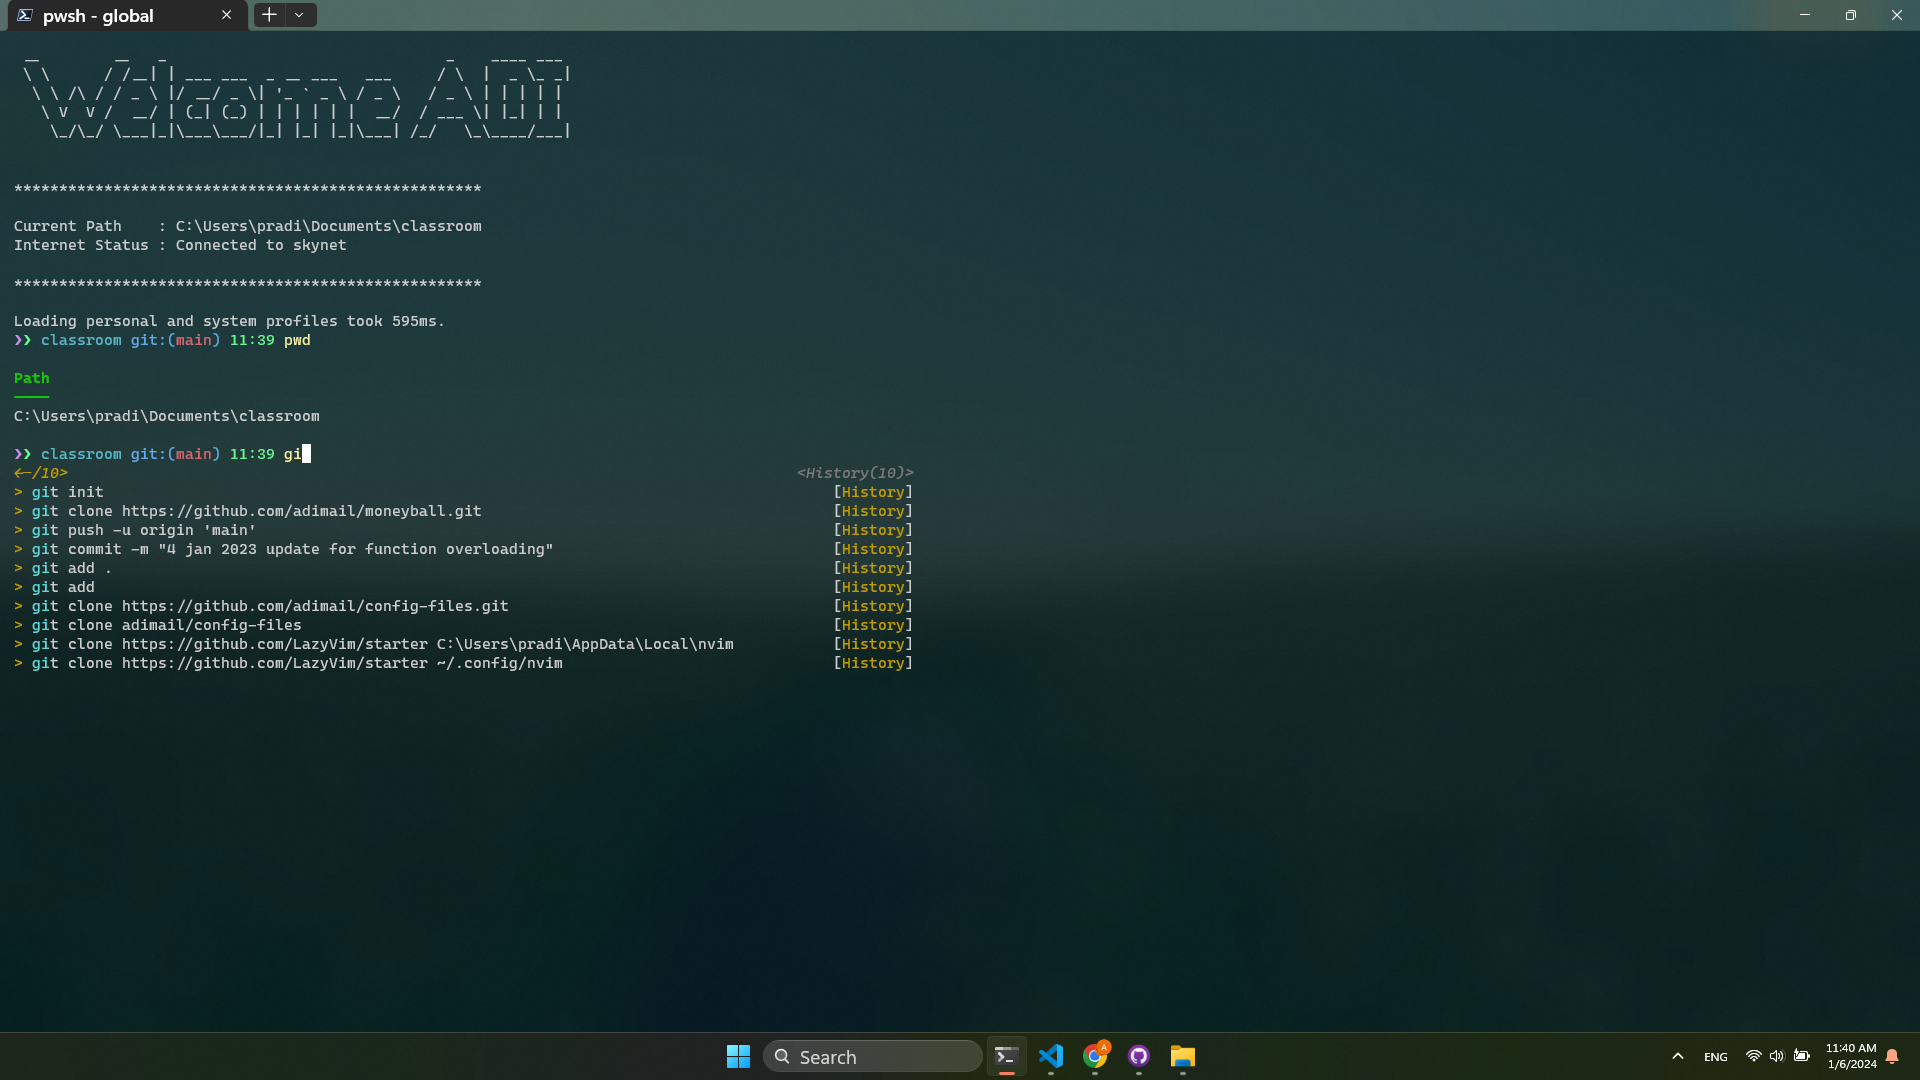 pwsh - global
Welcome ADI
****************************************************
Current Path    : C:\Users\pradi\Documents\classroom
Internet Status : Connected to skynet
****************************************************
Loading personal and system profiles took 595ms.
❯❯ classroom git:(main) 11:39 pwd
Path
────
C:\Users\pradi\Documents\classroom
❯❯ classroom git:(main) 11:39 gi
<-/10> <History(10)>
> git init [History]
> git clone https://github.com/adimail/moneyball.git [History]
> git push -u origin 'main' [History]
> git commit -m "4 jan 2023 update for function overloading" [History]
> git add . [History]
> git add [History]
> git clone https://github.com/adimail/config-files.git [History]
> git clone adimail/config-files [History]
> git clone https://github.com/LazyVim/starter C:\Users\pradi\AppData\Local\nvim [History]
> git clone https://github.com/LazyVim/starter ~/.config/nvim [History]
Search
A
ENG
11:40 AM
1/6/2024